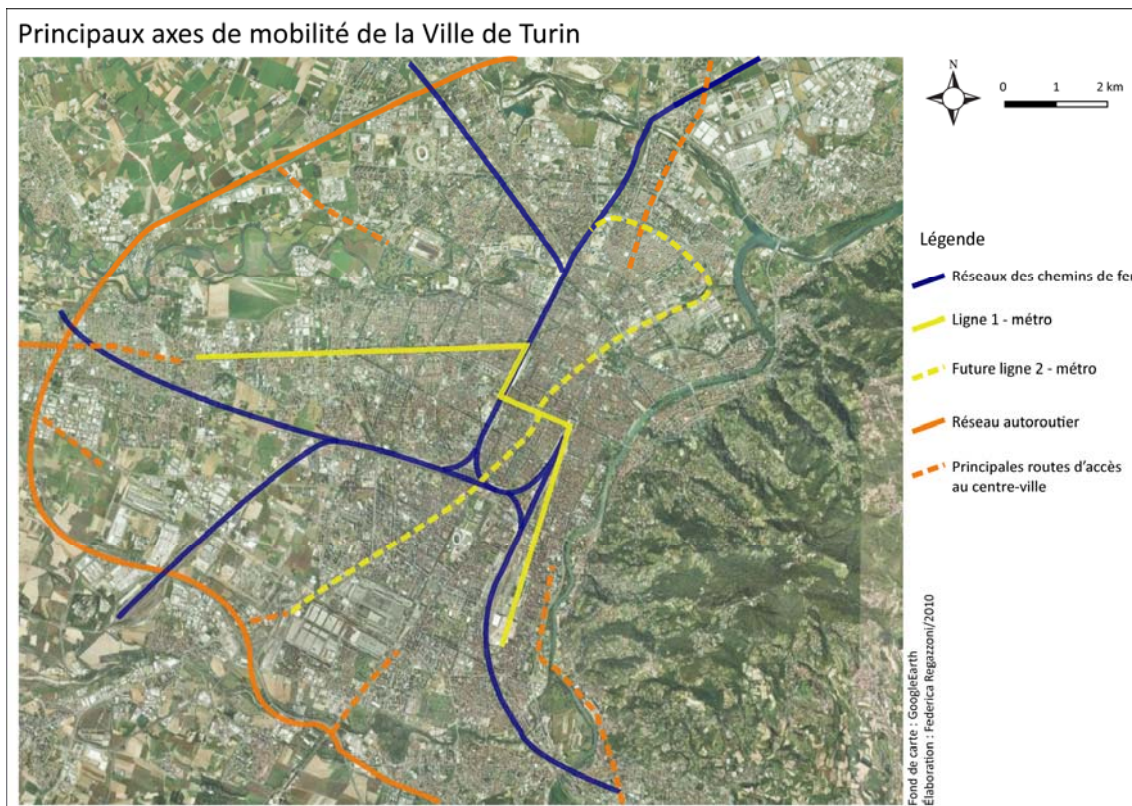 Principaux axes de mobilité de la Ville de Turin
N
0 1 2 km
Légende
Réseaux des chemins de fer
Ligne 1 - métro
Future ligne 2 - métro
Réseau autoroutier
Principales routes d'accès
au centre-ville
Fond de carte : GoogleEarth
Élaboration : Federica Regazzoni/2010